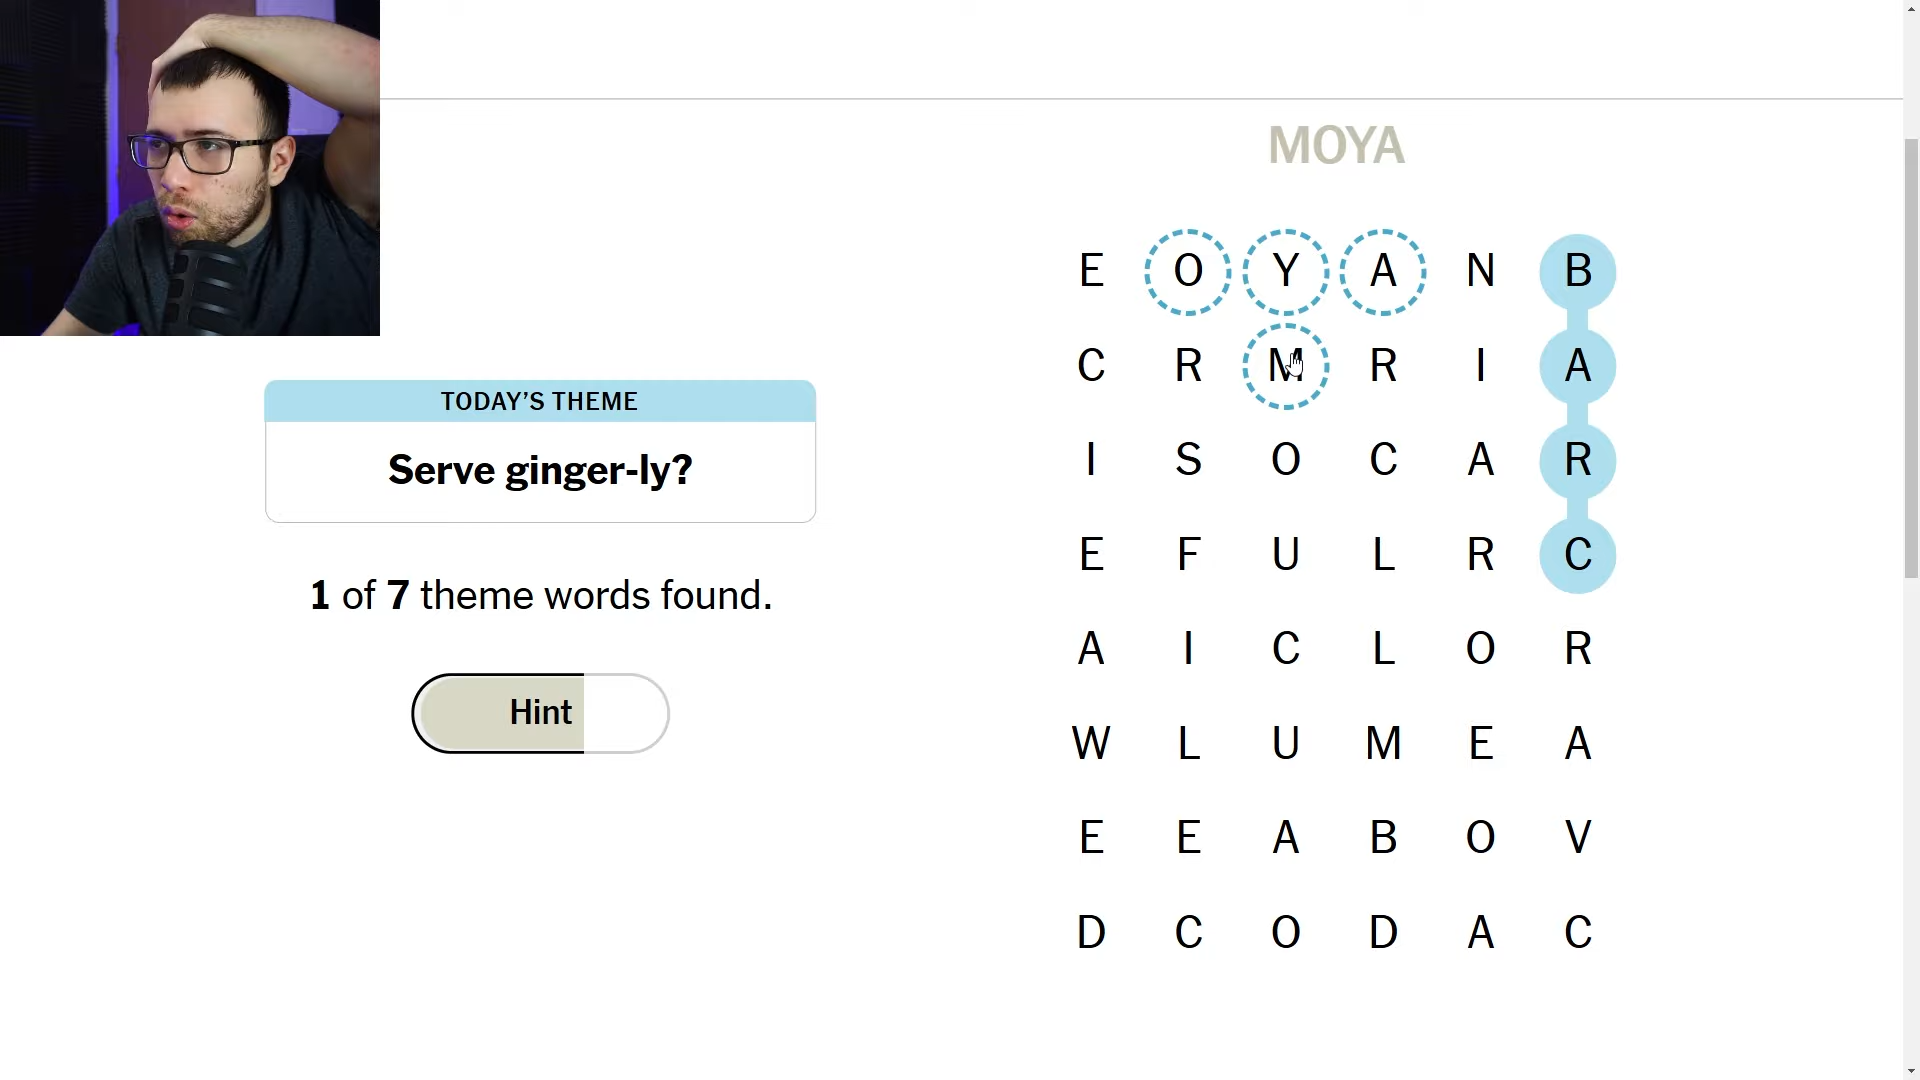 MOYA
E O Y A N B
C R M R I A
I S O C A R
E F U L R C
A I C L O R
W L U M E A
E E A B O V
D C O D A C
TODAY'S THEME
Serve ginger-ly?
1 of 7 theme words found.
Hint